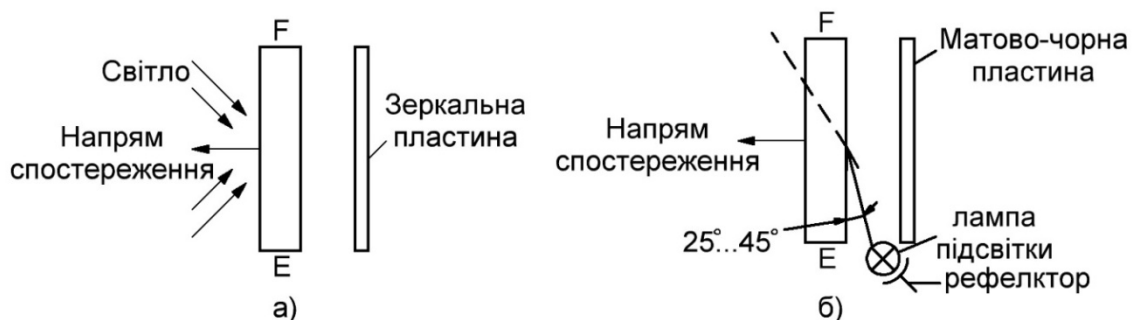 F
Світло
Напрям
спостереження
Зеркальна
пластина
E
а)
F
Матово-чорна
пластина
Напрям
спостереження
25°...45°
E
лампа
підсвітки
рефелктор
б)